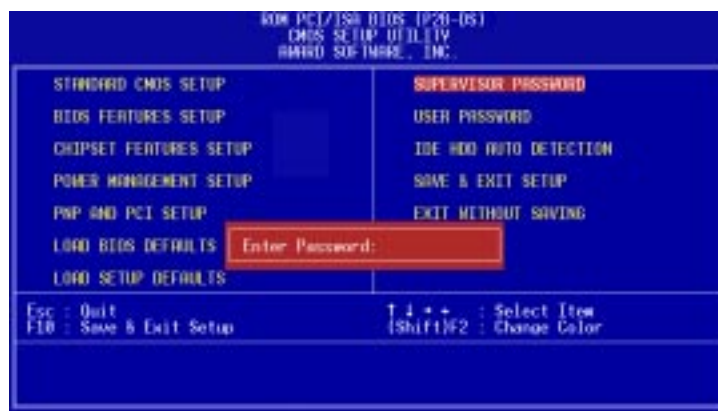 ROM PCI/ISA BIOS (P2B-DS)
CMOS SETUP UTILITY
AWARD SOFTWARE, INC.
STANDARD CMOS SETUP
BIOS FEATURES SETUP
CHIPSET FEATURES SETUP
POWER MANAGEMENT SETUP
PNP AND PCI SETUP
LOAD BIOS DEFAULTS
LOAD SETUP DEFAULTS
SUPERVISOR PASSWORD
USER PASSWORD
IDE HDD AUTO DETECTION
SAVE & EXIT SETUP
EXIT WITHOUT SAVING
Enter Password:
Esc : Quit
F10 : Save & Exit Setup
↑ ↓ → ← : Select Item
(Shift)F2 : Change Color